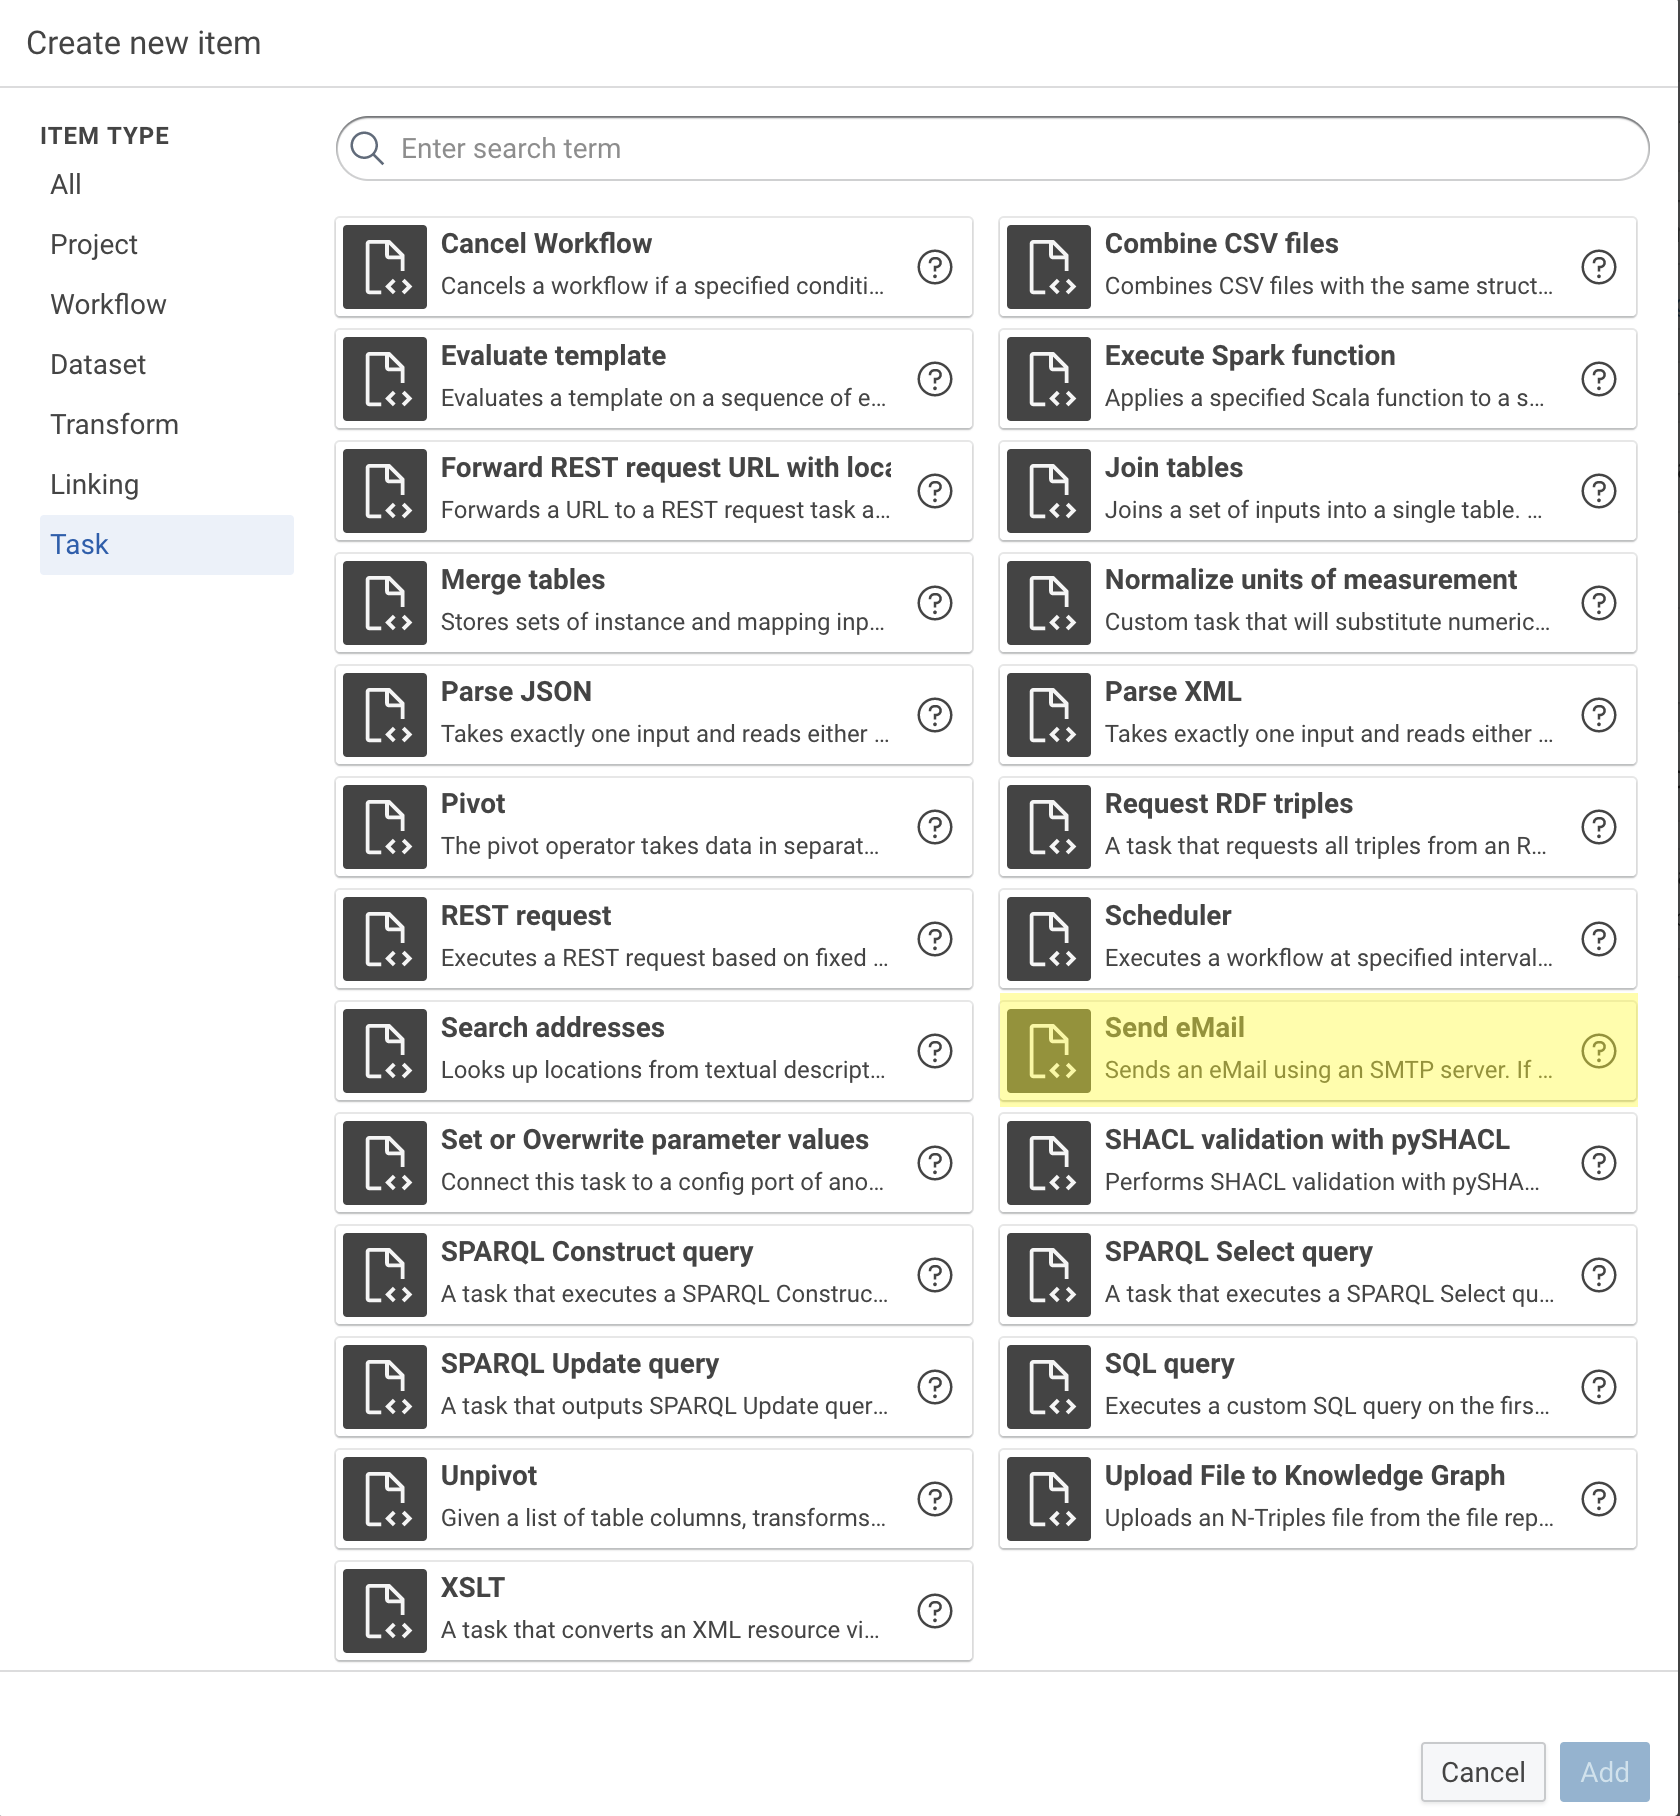 Create new item
ITEM TYPE
All
Project
Workflow
Dataset
Transform
Linking
Task
Enter search term
Cancel Workflow
Cancels a workflow if a specified conditi...
Combine CSV files
Combines CSV files with the same struct...
Evaluate template
Evaluates a template on a sequence of e...
Execute Spark function
Applies a specified Scala function to a s...
Forward REST request URL with loca
Forwards a URL to a REST request task a...
Join tables
Joins a set of inputs into a single table. ...
Merge tables
Stores sets of instance and mapping inp...
Normalize units of measurement
Custom task that will substitute numeric...
Parse JSON
Takes exactly one input and reads either ...
Parse XML
Takes exactly one input and reads either ...
Pivot
The pivot operator takes data in separat...
Request RDF triples
A task that requests all triples from an R...
REST request
Executes a REST request based on fixed ...
Scheduler
Executes a workflow at specified interval...
Search addresses
Looks up locations from textual descript...
Send eMail
Sends an eMail using an SMTP server. If ...
Set or Overwrite parameter values
Connect this task to a config port of ano...
SHACL validation with pySHACL
Performs SHACL validation with pySHA...
SPARQL Construct query
A task that executes a SPARQL Construc...
SPARQL Select query
A task that executes a SPARQL Select qu...
SPARQL Update query
A task that outputs SPARQL Update quer...
SQL query
Executes a custom SQL query on the firs...
Unpivot
Given a list of table columns, transforms...
Upload File to Knowledge Graph
Uploads an N-Triples file from the file rep...
XSLT
A task that converts an XML resource vi...
Cancel
Add